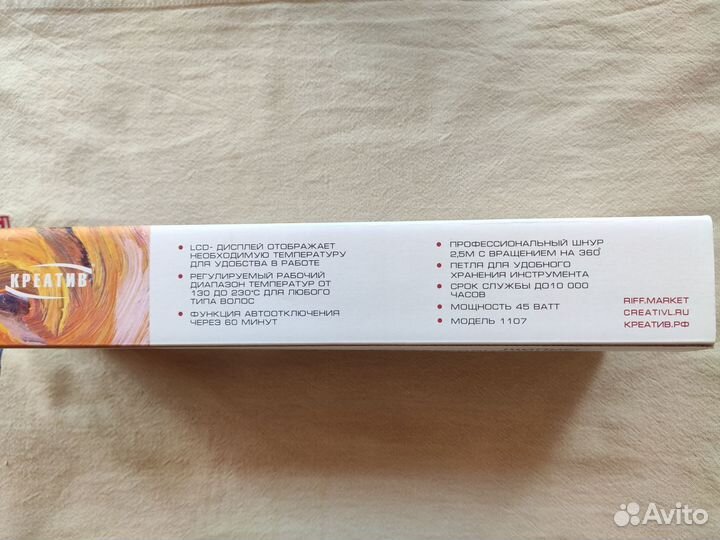 КРЕАТИВ
LCD- ДИСПЛЕЙ ОТОБРАЖАЕТ
НЕОБХОДИМУЮ ТЕМПЕРАТУРУ
ДЛЯ УДОБСТВА В РАБОТЕ
РЕГУЛИРУЕМЫЙ РАБОЧИЙ
ДИАПАЗОН ТЕМПЕРАТУР ОТ
130 ДО 230°C ДЛЯ ЛЮБОГО
ТИПА ВОЛОС
ФУНКЦИЯ АВТООТКЛЮЧЕНИЯ
ЧЕРЕЗ 60 МИНУТ
ПРОФЕССИОНАЛЬНЫЙ ШНУР
2,5М С ВРАЩЕНИЕМ НА 360°
ПЕТЛЯ ДЛЯ УДОБНОГО
ХРАНЕНИЯ ИНСТРУМЕНТА
СРОК СЛУЖБЫ ДО10 000
ЧАСОВ
МОЩНОСТЬ 45 ВАТТ
МОДЕЛЬ 1107
RIFF.MARKET
CREATIVL.RU
КРЕАТИВ.РФ
Avito